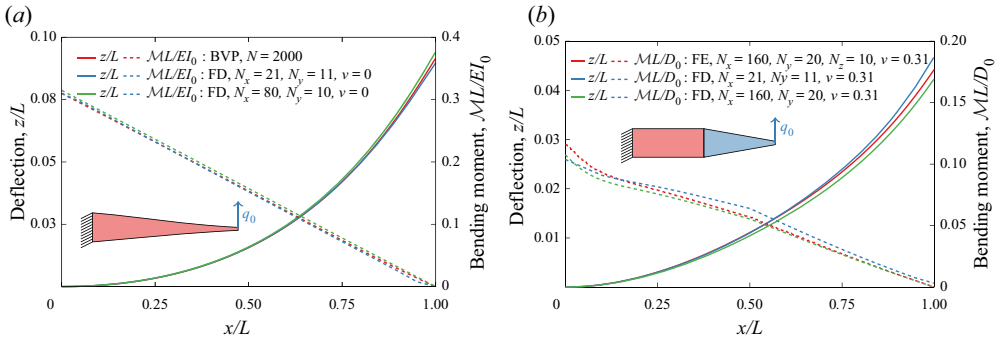 (a)
(b)
z/L ℳL/EI0 : BVP, N = 2000
z/L ℳL/EI0 : FD, Nx = 21, Ny = 11, ν = 0
z/L ℳL/EI0 : FD, Nx = 80, Ny = 10, ν = 0
0.10
0.08
0.05
0.03
Deflection, z/L
0.4
0.3
0.2
0.1
0
Bending moment, ℳL/EI0
q0
0
0.25
0.50
0.75
1.00
x/L
z/L ℳL/D0 : FE, Nx = 160, Ny = 20, Nz = 10, ν = 0.31
z/L ℳL/D0 : FD, Nx = 21, Ny = 11, ν = 0.31
z/L ℳL/D0 : FD, Nx = 160, Ny = 20, ν = 0.31
0.05
0.04
0.03
0.02
0.01
Deflection, z/L
0.20
0.15
0.10
0.05
0
Bending moment, ℳL/D0
q0
0
0.25
0.50
0.75
1.00
x/L